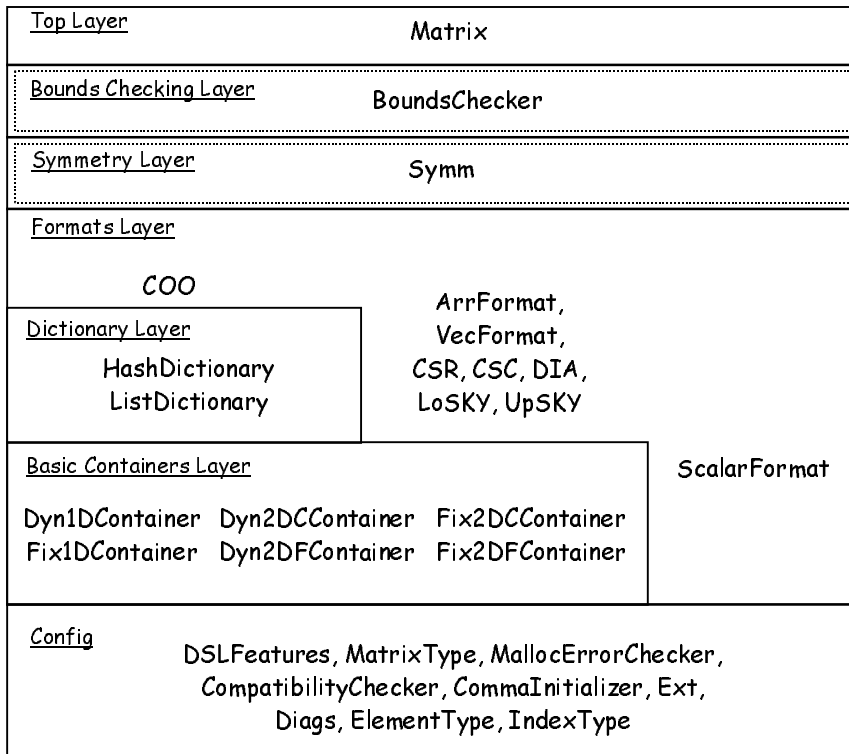 Top Layer
Matrix
Bounds Checking Layer
BoundsChecker
Symmetry Layer
Symm
Formats Layer
COO
Dictionary Layer
HashDictionary
ListDictionary
ArrFormat,
VecFormat,
CSR, CSC, DIA,
LoSKY, UpSKY
ScalarFormat
Basic Containers Layer
Dyn1DContainer Dyn2DCContainer Fix2DCContainer
Fix1DContainer Dyn2DFContainer Fix2DFContainer
Config
DSLFeatures, MatrixType, MallocErrorChecker,
CompatibilityChecker, CommaInitializer, Ext,
Diags, ElementType, IndexType